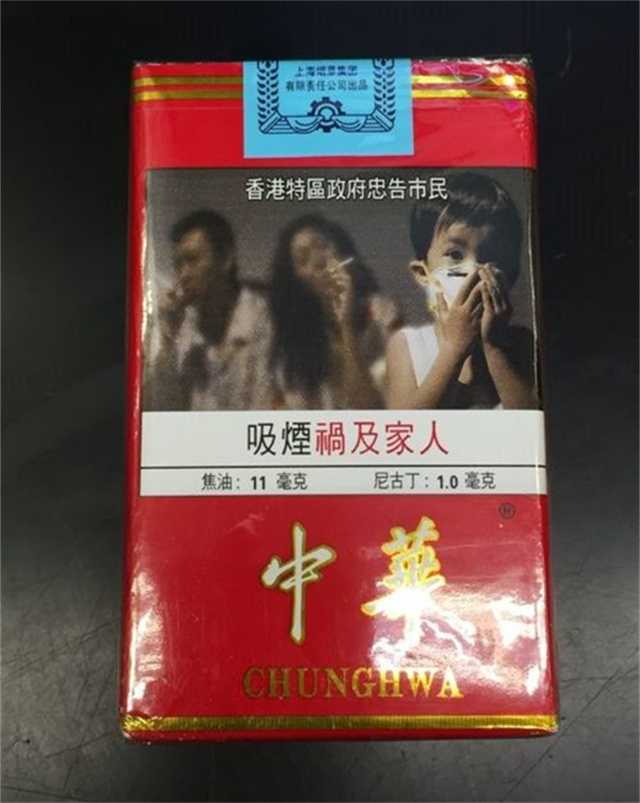 上海烟草集团
有限责任公司出品
香港特區政府忠告市民
吸煙禍及家人
焦油：11 毫克 尼古丁：1.0 毫克
®
中華
CHUNGHWA